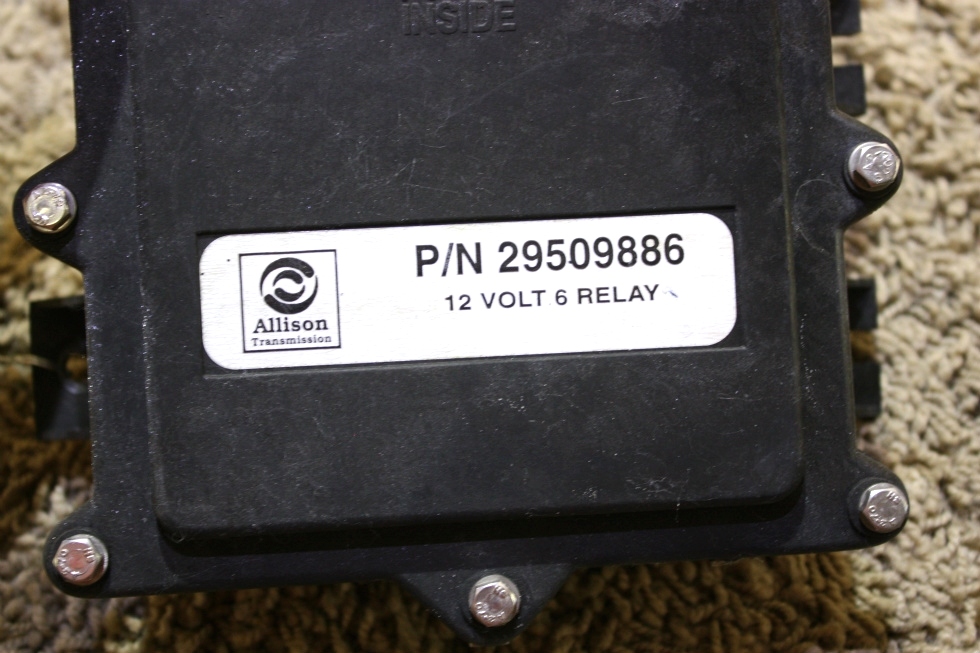 INSIDE
P/N 29509886
12 VOLT 6 RELAY
Allison
Transmission